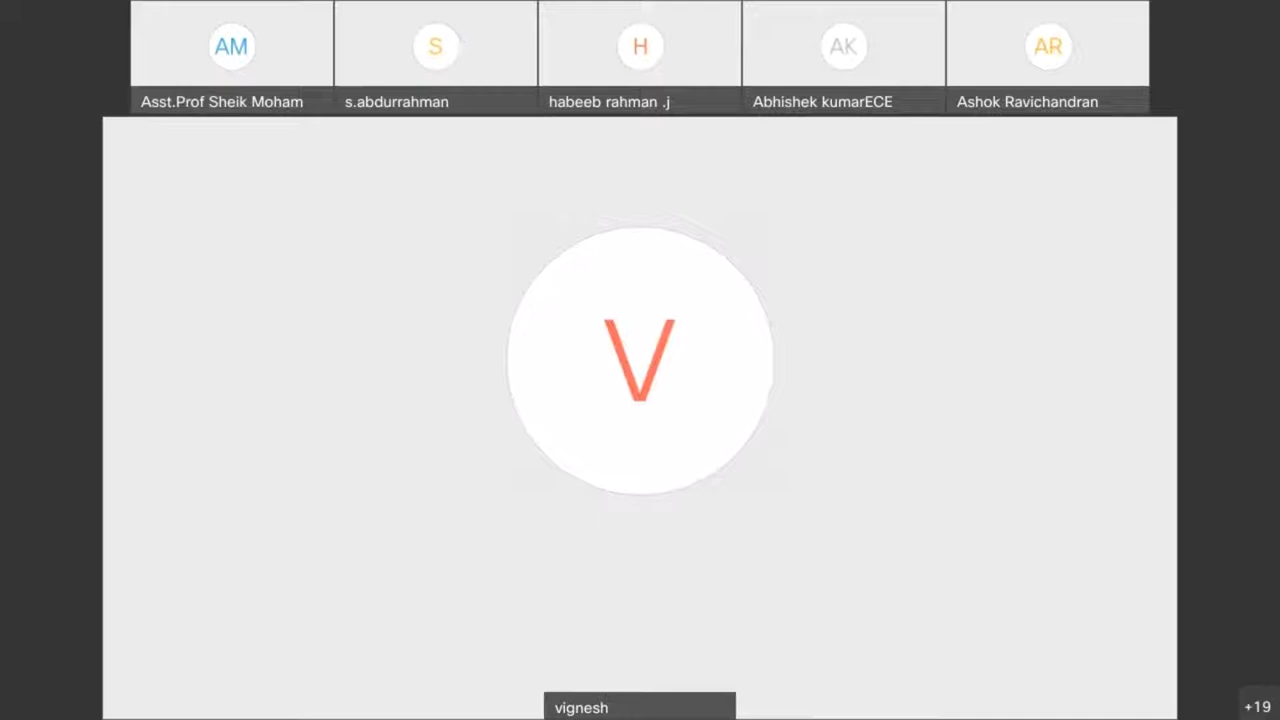 AM
S
H
AK
AR
Asst.Prof Sheik Moham
s.abdurrahman
habeeb rahman .j
Abhishek kumarECE
Ashok Ravichandran
V
vignesh
+19